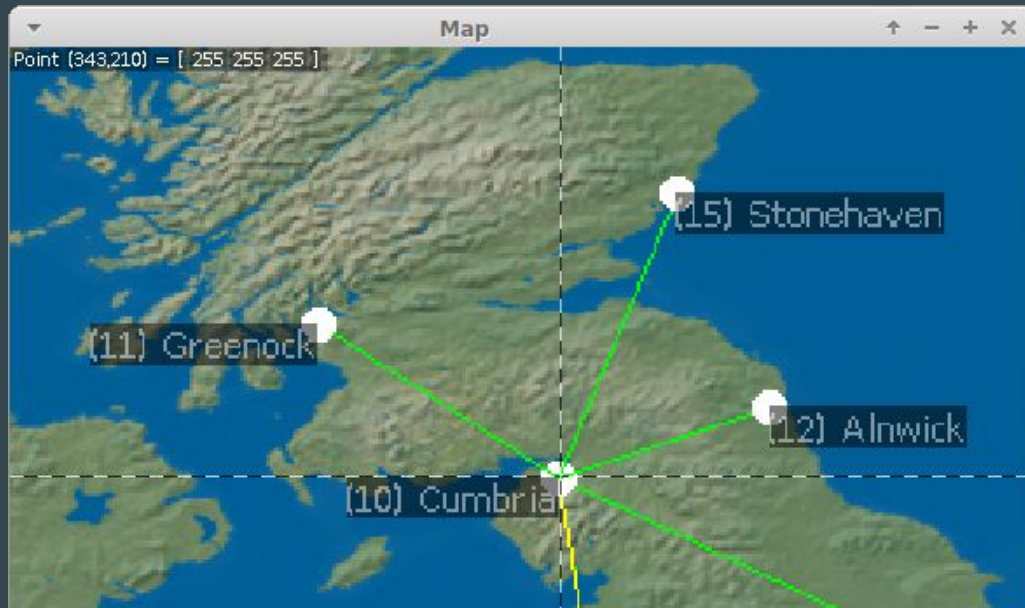 Map
Point (343,210) = [ 255 255 255 ]
(15) Stonehaven
(11) Greenock
(12) Alnwick
(10) Cumbria